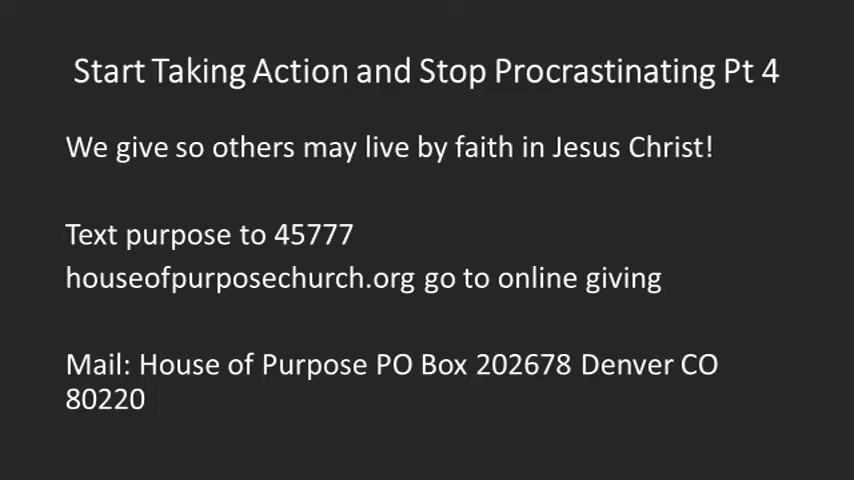 Start Taking Action and Stop Procrastinating Pt 4
We give so others may live by faith in Jesus Christ!
Text purpose to 45777
houseofpurposechurch.org go to online giving
Mail: House of Purpose PO Box 202678 Denver CO
80220